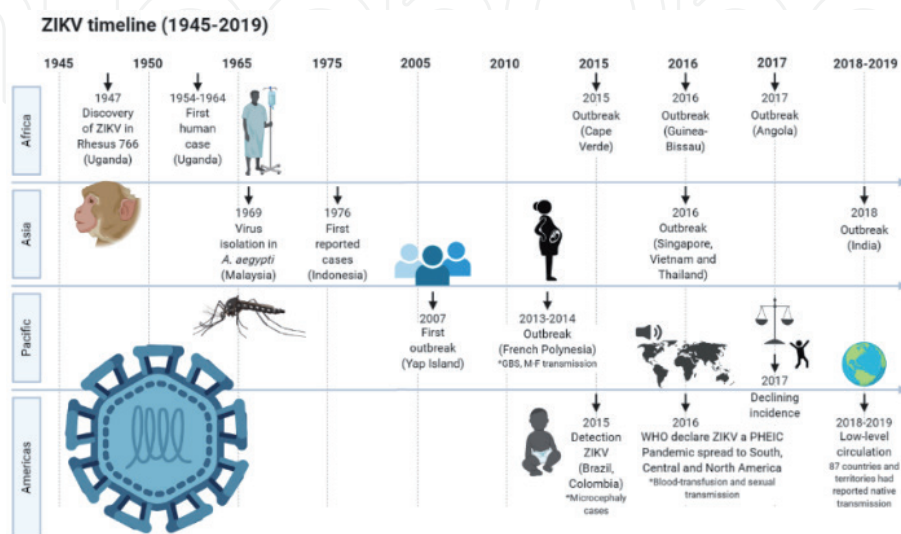 ZIKV timeline (1945-2019)
1945 1950 1965 1975 2005 2010 2015 2016 2017 2018-2019
Africa
1947
Discovery
of ZIKV in
Rhesus 766
(Uganda)
1954-1964
First
human
case
(Uganda)
2015
Outbreak
(Cape
Verde)
2016
Outbreak
(Guinea-
Bissau)
2017
Outbreak
(Angola)
Asia
1969
Virus
isolation in
A. aegypti
(Malaysia)
1976
First
reported
cases
(Indonesia)
2016
Outbreak
(Singapore,
Vietnam and
Thailand)
2018
Outbreak
(India)
Pacific
2007
First
outbreak
(Yap Island)
2013-2014
Outbreak
(French Polynesia)
*GBS, M-F transmission
2017
Declining
incidence
Americas
2015
Detection
ZIKV
(Brazil,
Colombia)
*Microcephaly
cases
2016
WHO declare ZIKV a PHEIC
Pandemic spread to South,
Central and North America
*Blood-transfusion and sexual
transmission
2018-2019
Low-level
circulation
87 countries and
territories had
reported native
transmission